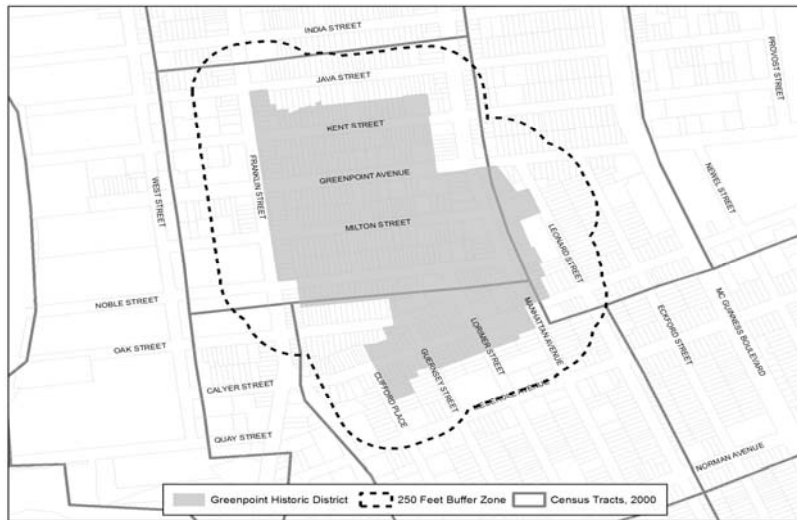 INDIA STREET
JAVA STREET
PROVOST STREET
KENT STREET
FRANKLIN STREET
GREENPOINT AVENUE
WEST STREET
NEWEL STREET
MILTON STREET
LEONARD STREET
NOBLE STREET
OAK STREET
MANHATTAN AVENUE
ECKFORD STREET
MC GUINNESS BOULEVARD
LORIMER STREET
GUERNSEY STREET
CLIFFORD PLACE
CALYER STREET
AVENUE
QUAY STREET
NORMAN AVENUE
Greenpoint Historic District
250 Feet Buffer Zone
Census Tracts, 2000